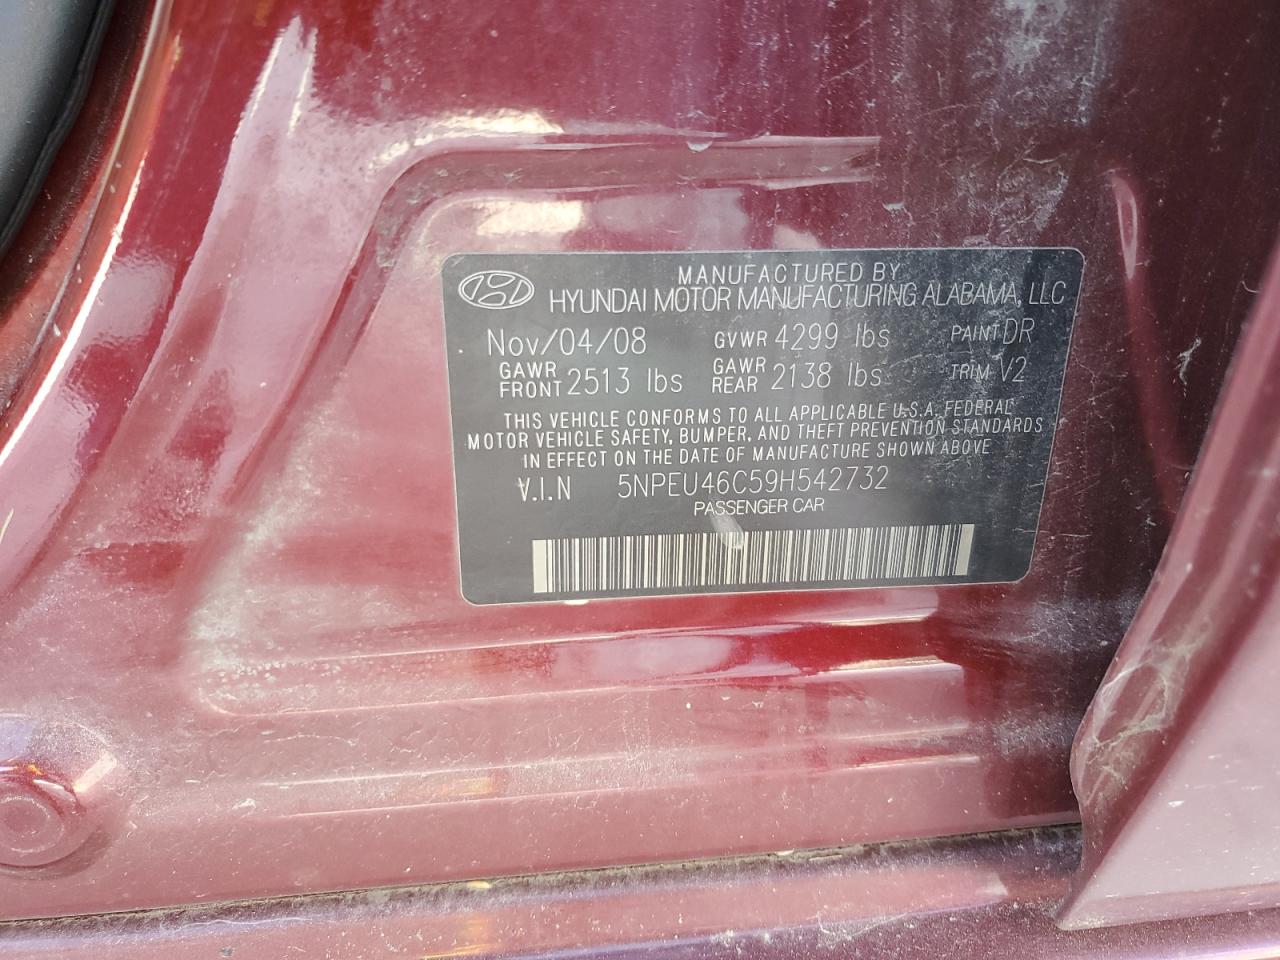 MANUFACTURED BY
HYUNDAI MOTOR MANUFACTURING ALABAMA, LLC
Nov/04/08 GVWR 4299 lbs PAINT DR
GAWR FRONT 2513 lbs GAWR REAR 2138 lbs TRIM V2
THIS VEHICLE CONFORMS TO ALL APPLICABLE U.S.A. FEDERAL
MOTOR VEHICLE SAFETY, BUMPER, AND THEFT PREVENTION STANDARDS
IN EFFECT ON THE DATE OF MANUFACTURE SHOWN ABOVE
V.I.N 5NPEU46C59H542732
PASSENGER CAR